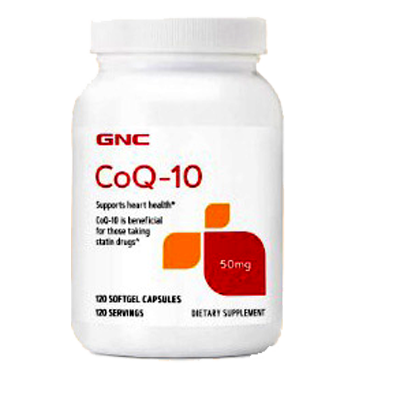 GNC
CoQ-10
Supports heart health*
CoQ-10 is beneficial
for those taking
statin drugs^
50mg
120 SOFTGEL CAPSULES
120 SERVINGS
DIETARY SUPPLEMENT